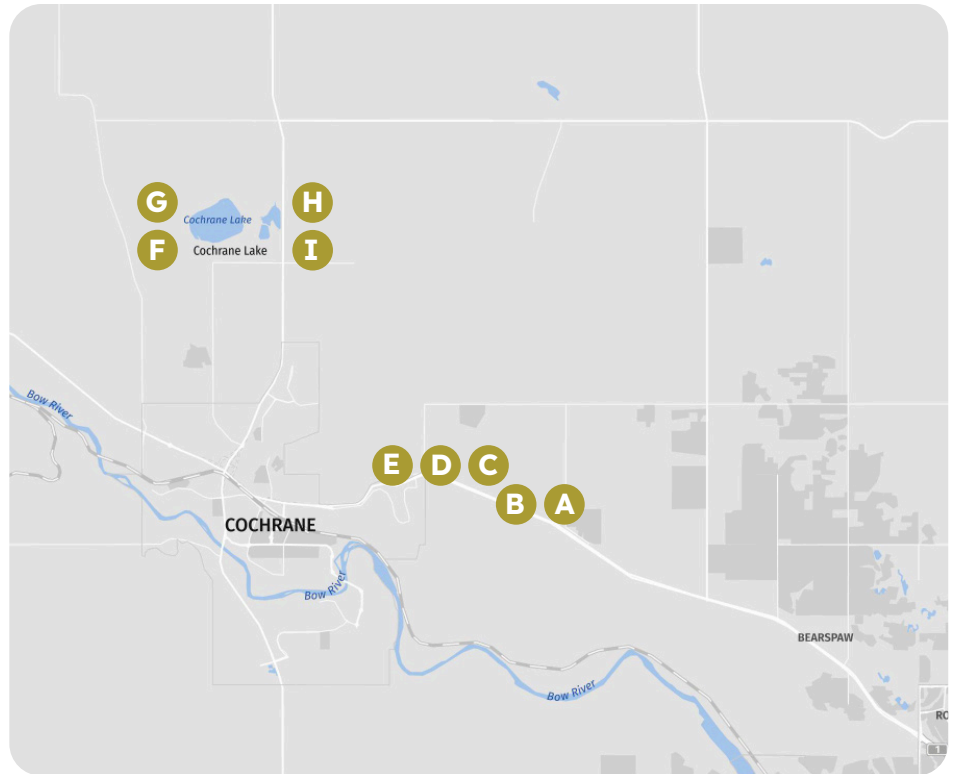 G
H
Cochrane Lake
F
Cochrane Lake
I
Bow River
E
D
C
B
A
COCHRANE
Bow River
BEARSPAW
Bow River
RO
1